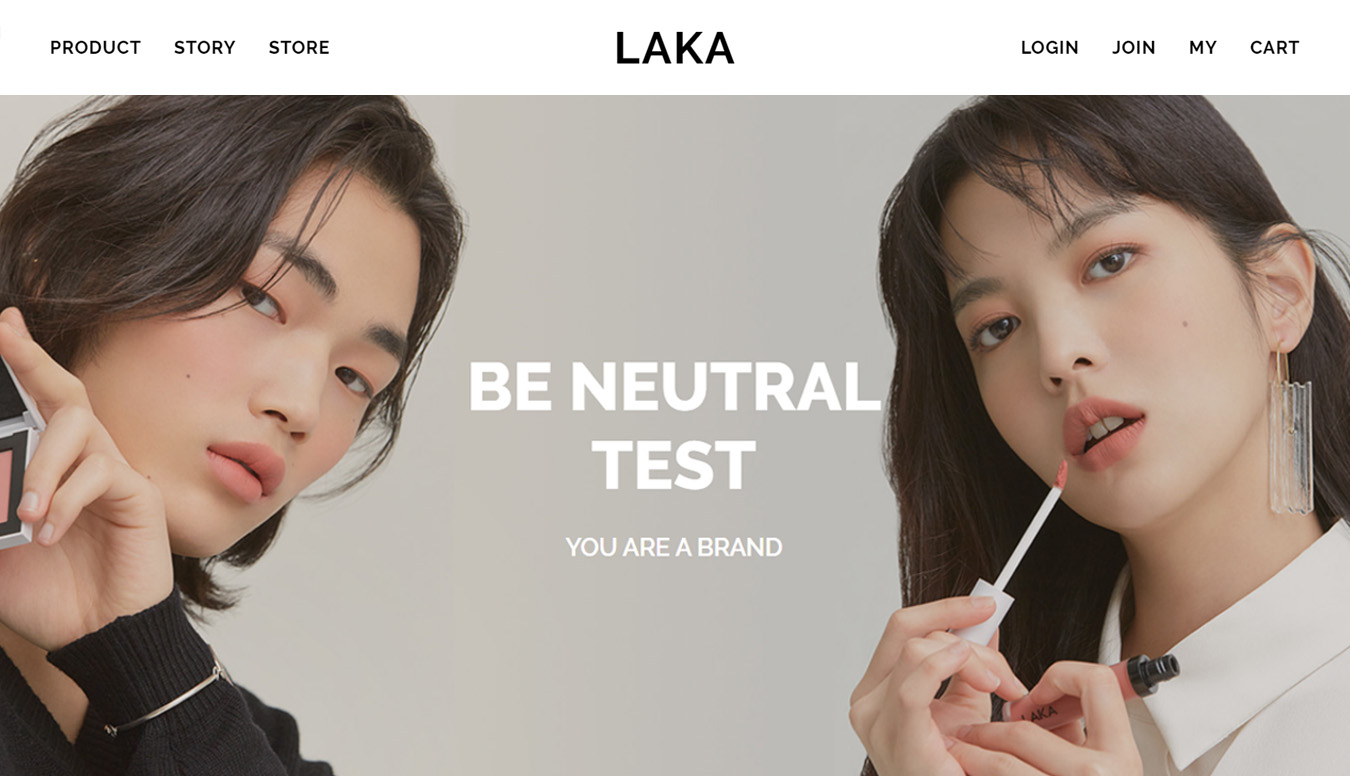 PRODUCT STORY STORE LAKA LOGIN JOIN MY CART
BE NEUTRAL
TEST
YOU ARE A BRAND
LAKA